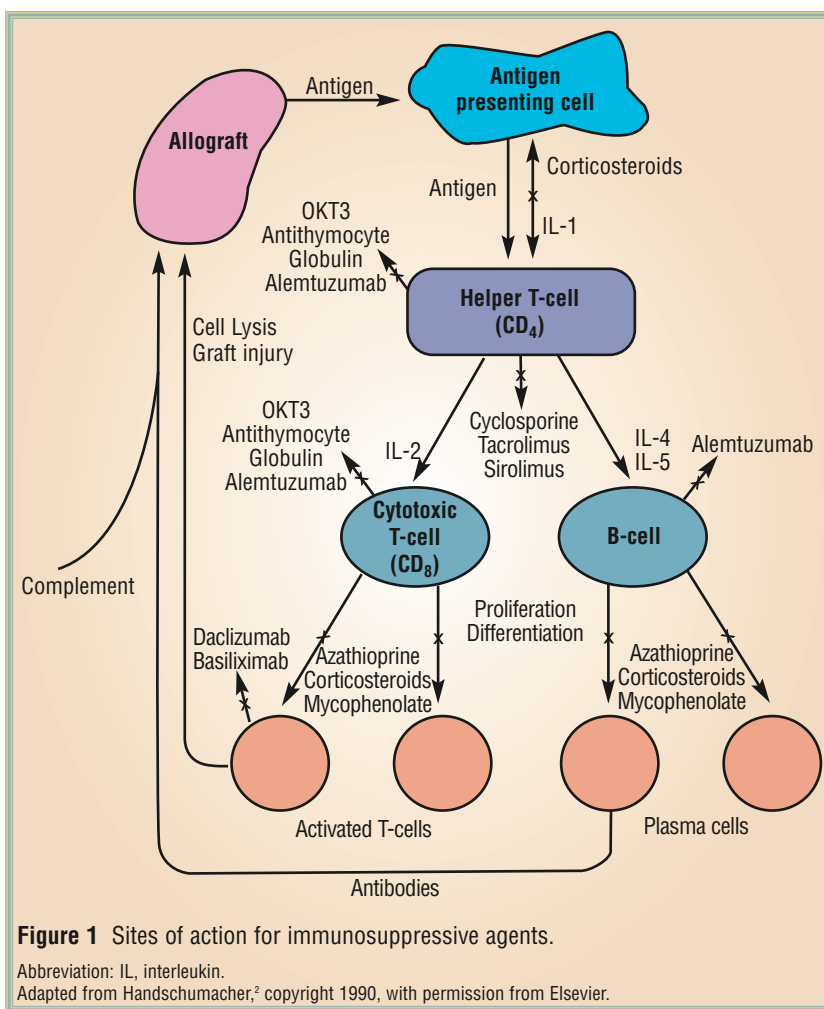 Antigen
Antigen
presenting cell
Allograft
Corticosteroids
Antigen
IL-1
OKT3
Antithymocyte
Globulin
Alemtuzumab
Helper T-cell
(CD₄)
Cell Lysis
Graft injury
OKT3
Antithymocyte
Globulin
Alemtuzumab
IL-2
Cyclosporine
Tacrolimus
Sirolimus
IL-4
IL-5
Alemtuzumab
Cytotoxic
T-cell
(CD₈)
B-cell
Complement
Proliferation
Differentiation
Daclizumab
Basiliximab
Azathioprine
Corticosteroids
Mycophenolate
Azathioprine
Corticosteroids
Mycophenolate
Activated T-cells
Plasma cells
Antibodies
Figure 1 Sites of action for immunosuppressive agents.
Abbreviation: IL, interleukin.
Adapted from Handschumacher,² copyright 1990, with permission from Elsevier.